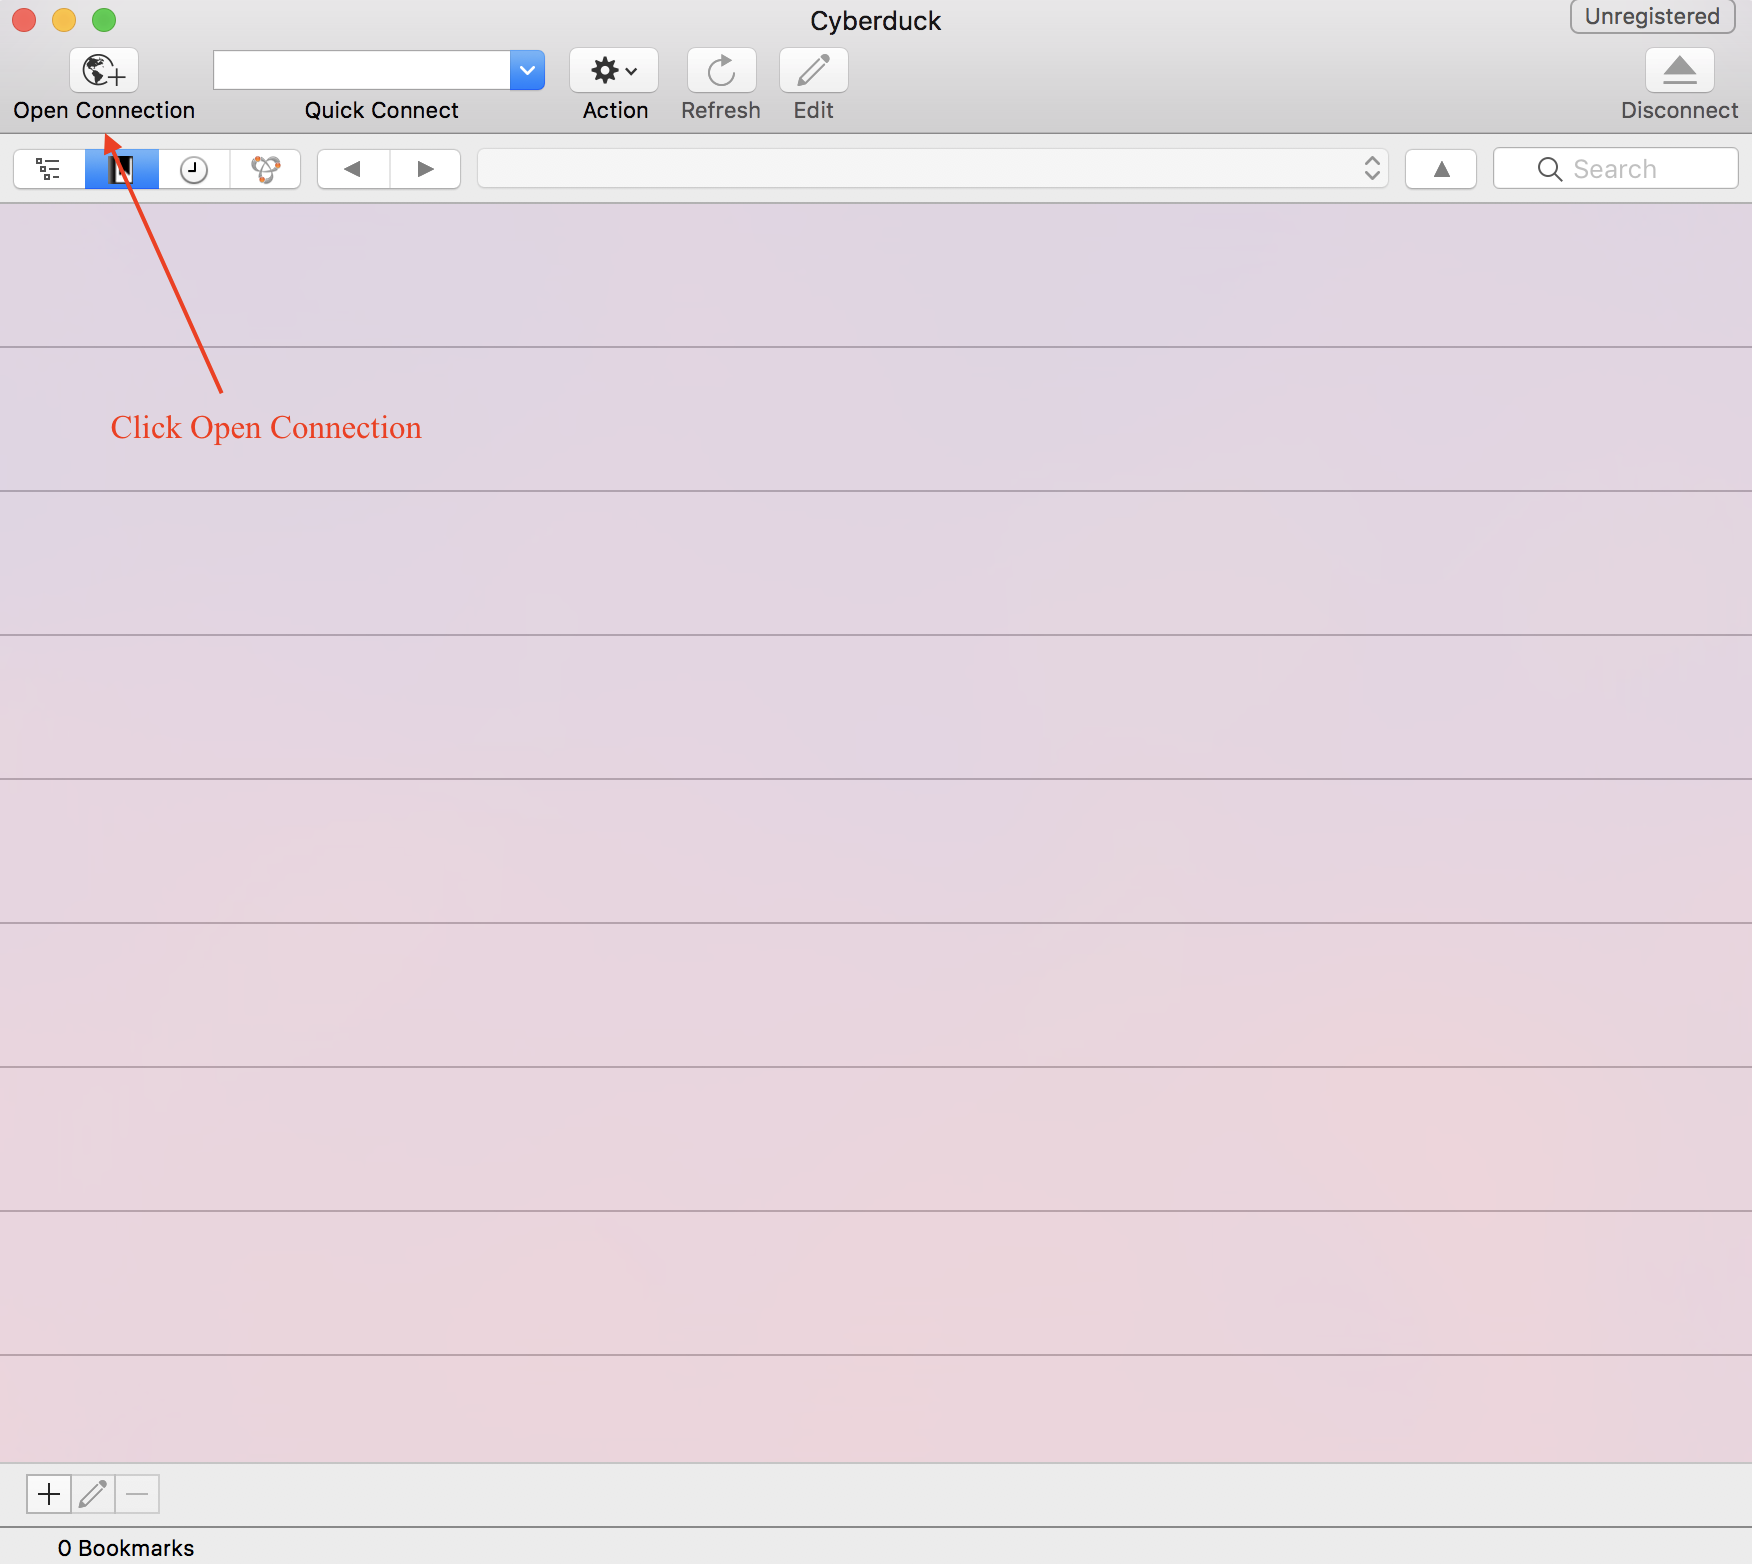 Cyberduck
Unregistered
Open Connection
Quick Connect
Action
Refresh
Edit
Disconnect
Search
Click Open Connection
0 Bookmarks